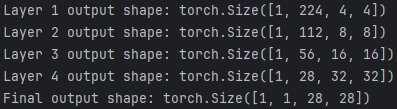 Layer 1 output shape: torch.Size([1, 224, 4, 4])
Layer 2 output shape: torch.Size([1, 112, 8, 8])
Layer 3 output shape: torch.Size([1, 56, 16, 16])
Layer 4 output shape: torch.Size([1, 28, 32, 32])
Final output shape: torch.Size([1, 1, 28, 28])